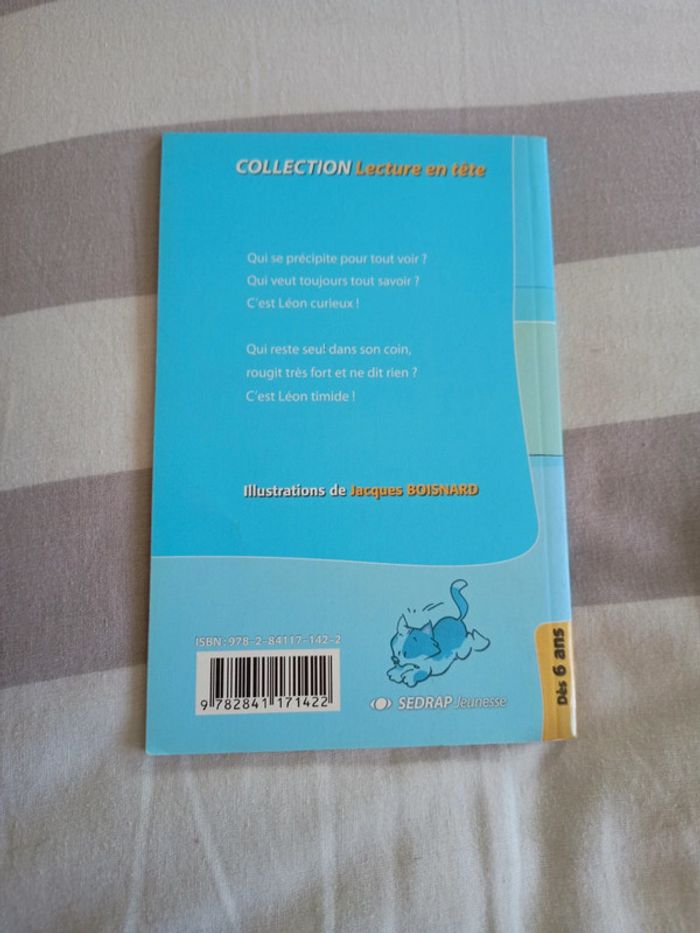 COLLECTION Lecture en tête
Qui se précipite pour tout voir ?
Qui veut toujours tout savoir ?
C'est Léon curieux !
Qui reste seul dans son coin,
rougit très fort et ne dit rien ?
C'est Léon timide !
Illustrations de Jacques BOISNARD
ISBN : 978-2-84117-142-2
9 782841 171422
SEDRAP Jeunesse
Dès 6 ans